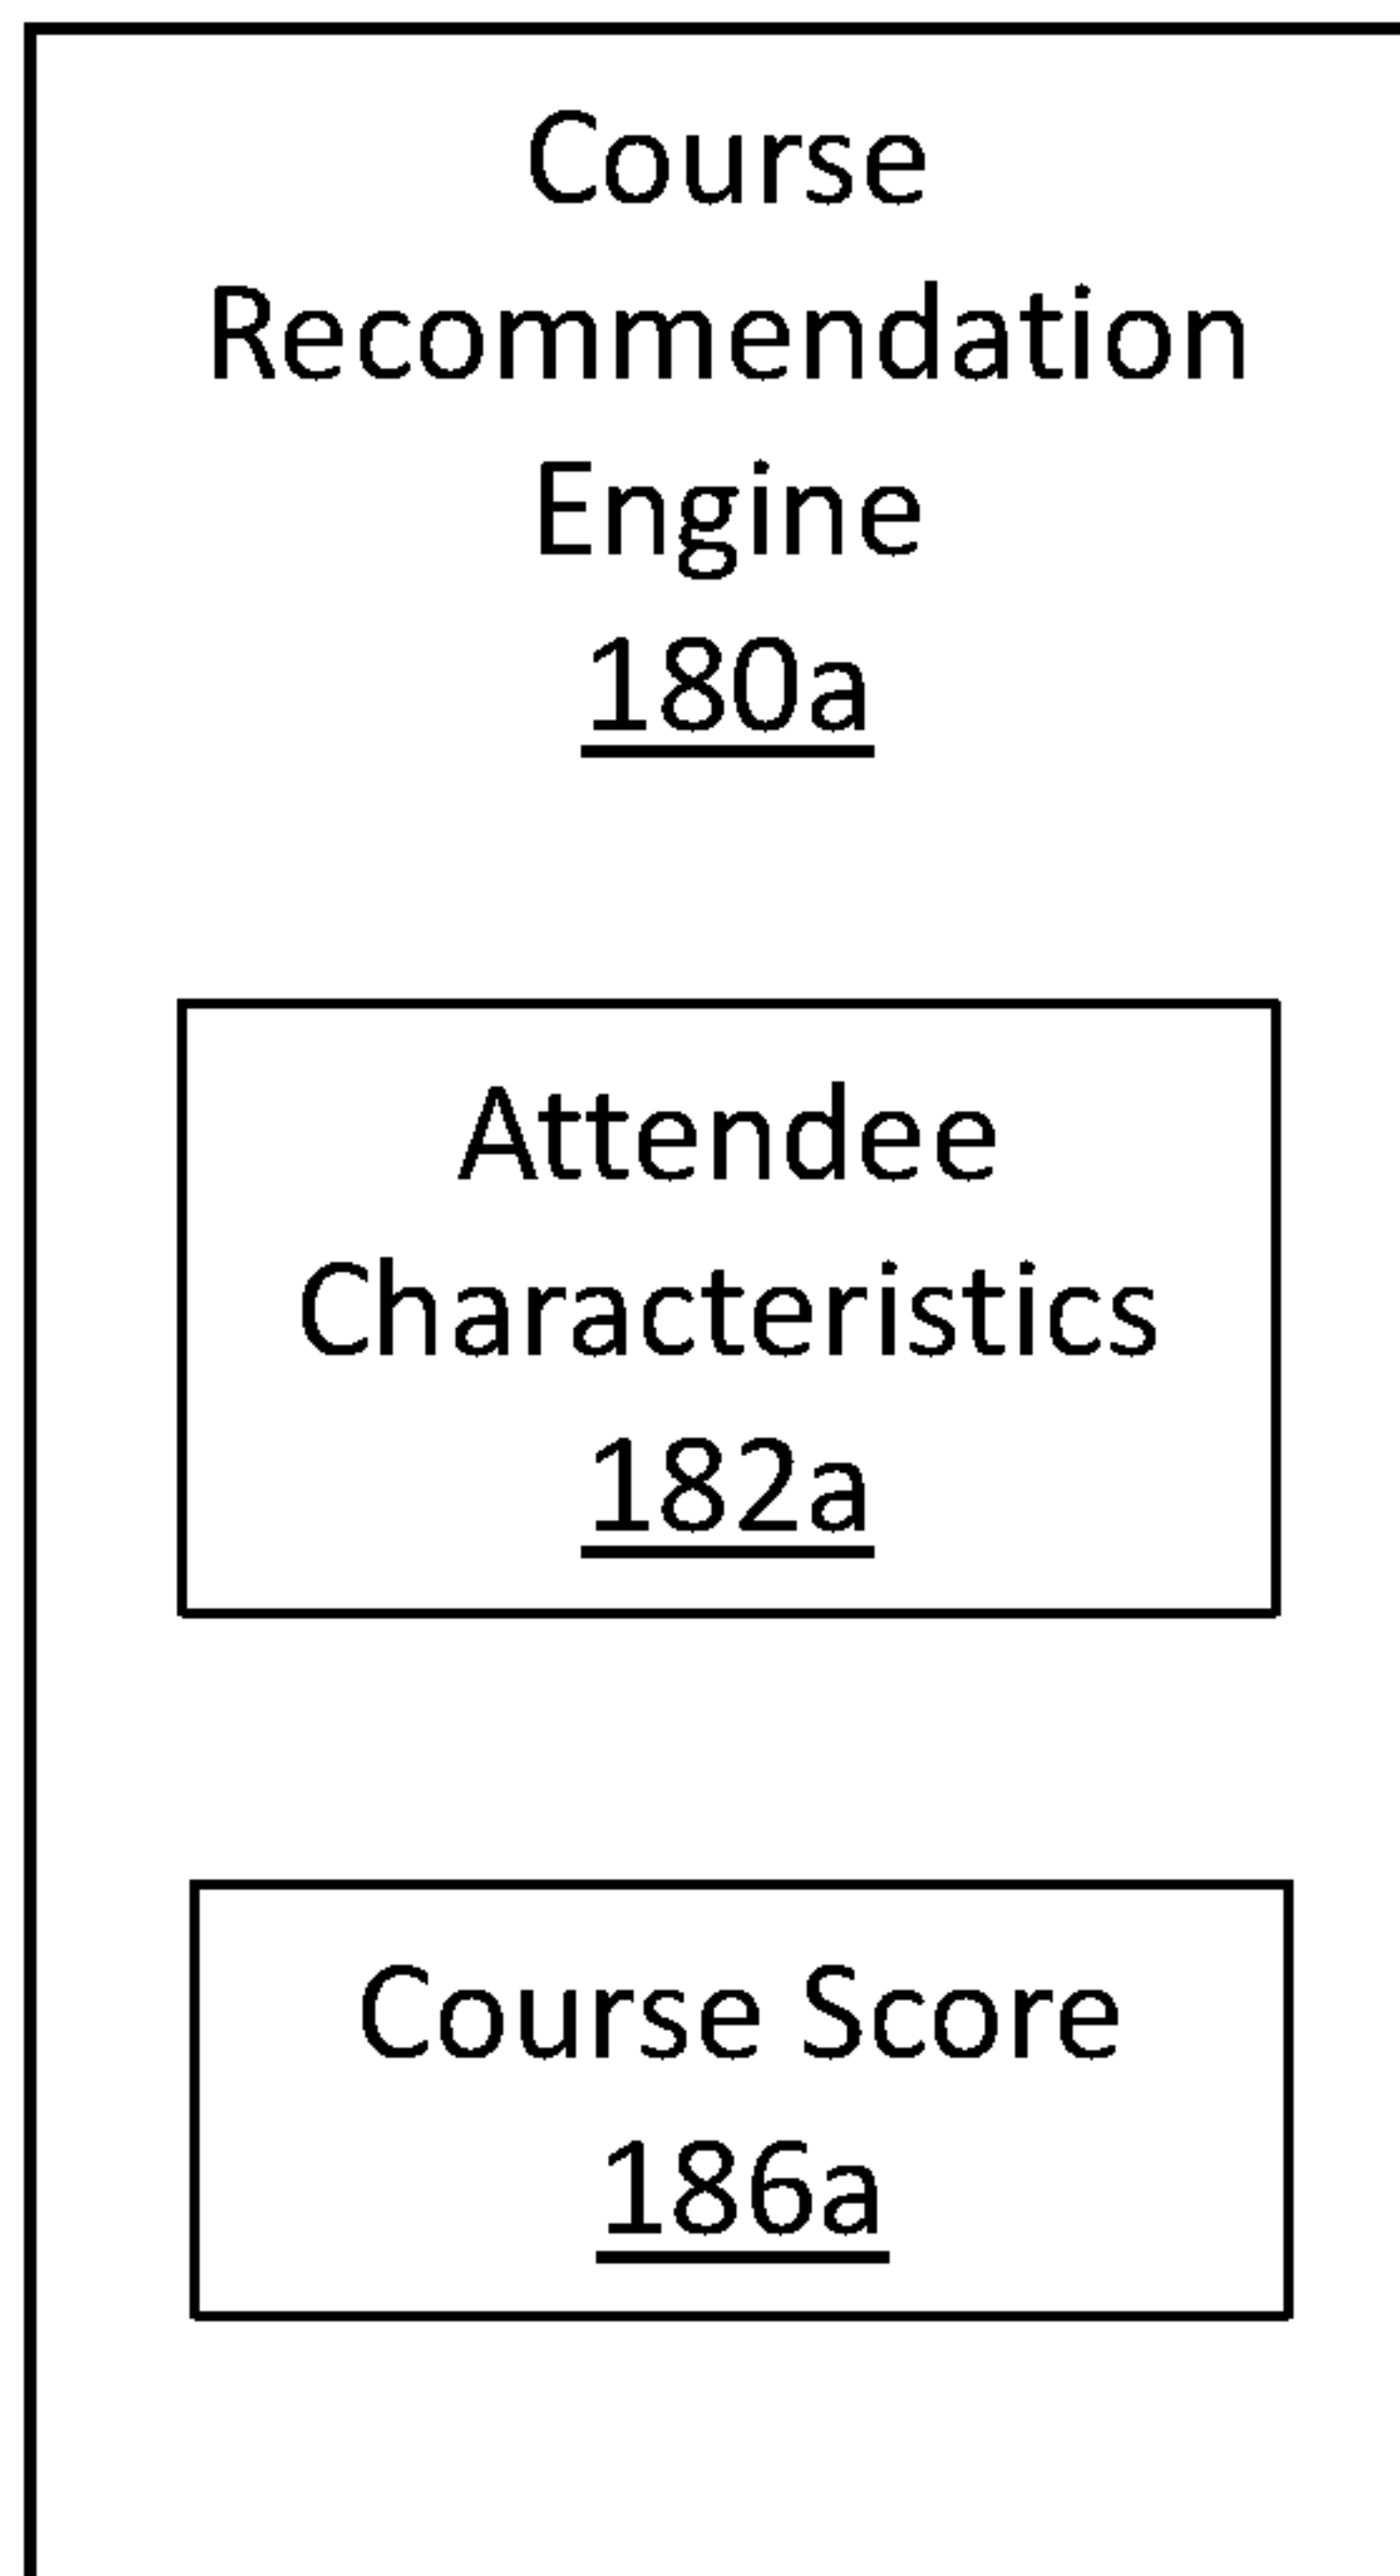 Course
Recommendation
Engine
180a
Attendee
Characteristics
182a
Course Score
186a